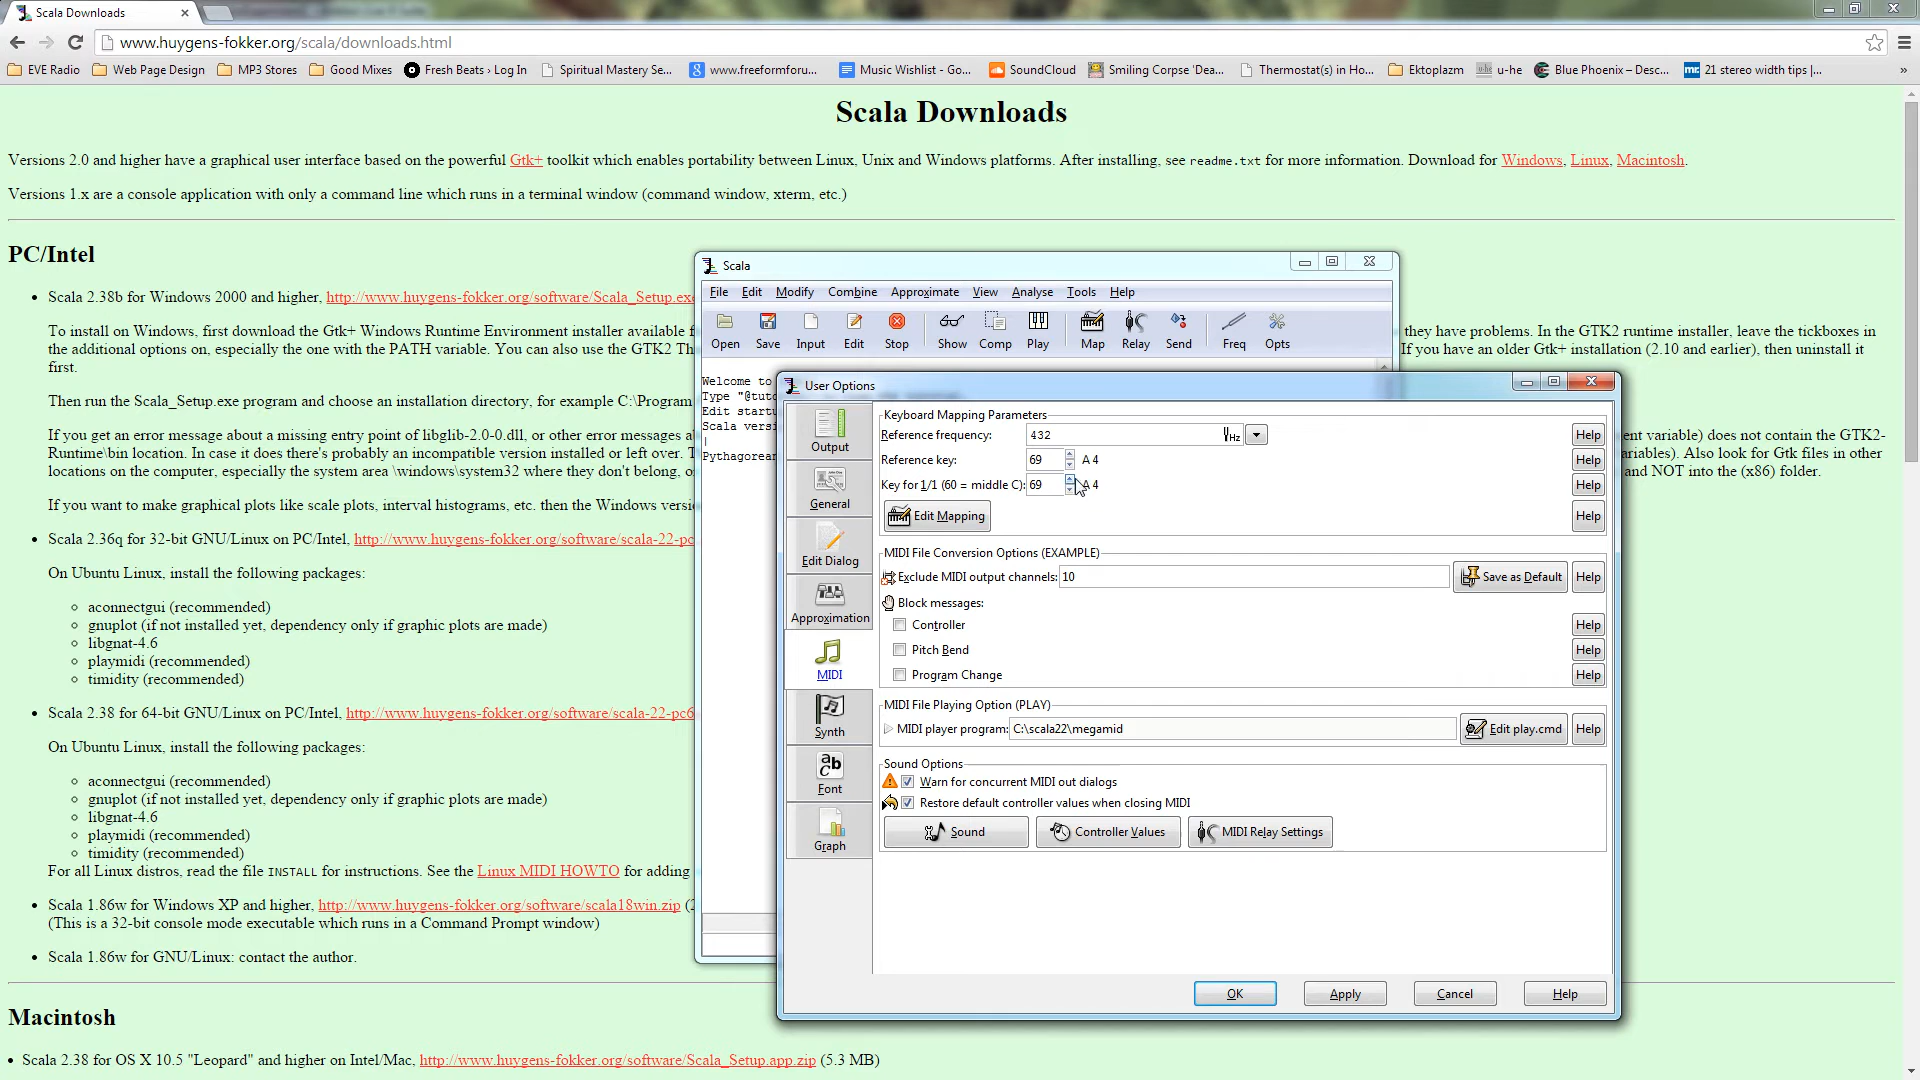 Scala Downloads
www.huygens-fokker.org/scala/downloads.html
EVE Radio Web Page Design MP3 Stores Good Mixes Fresh Beats › Log In Spiritual Mastery Se... www.freeformforu... Music Wishlist - Go... SoundCloud Smiling Corpse 'Dea... Thermostat(s) in Ho... Ektoplazm u-he Blue Phoenix – Desc... 21 stereo width tips |... »
Scala Downloads
Versions 2.0 and higher have a graphical user interface based on the powerful Gtk+ toolkit which enables portability between Linux, Unix and Windows platforms. After installing, see readme.txt for more information. Download for Windows, Linux, Macintosh.
Versions 1.x are a console application with only a command line which runs in a terminal window (command window, xterm, etc.)
PC/Intel
Scala 2.38b for Windows 2000 and higher, http://www.huygens-fokker.org/software/Scala_Setup.exe
To install on Windows, first download the Gtk+ Windows Runtime Environment installer available f
they have problems. In the GTK2 runtime installer, leave the tickboxes in
the additional options on, especially the one with the PATH variable. You can also use the GTK2 Th
If you have an older Gtk+ installation (2.10 and earlier), then uninstall it
first.
Then run the Scala_Setup.exe program and choose an installation directory, for example C:\Program
If you get an error message about a missing entry point of libglib-2.0-0.dll, or other error messages a
ent variable) does not contain the GTK2-
Runtime\bin location. In case it does there's probably an incompatible version installed or left over. T
ariables). Also look for Gtk files in other
locations on the computer, especially the system area \windows\system32 where they don't belong, o
and NOT into the (x86) folder.
If you want to make graphical plots like scale plots, interval histograms, etc. then the Windows versi
Scala 2.36q for 32-bit GNU/Linux on PC/Intel, http://www.huygens-fokker.org/software/scala-22-pc
On Ubuntu Linux, install the following packages:
aconnectgui (recommended)
gnuplot (if not installed yet, dependency only if graphic plots are made)
libgnat-4.6
playmidi (recommended)
timidity (recommended)
Scala 2.38 for 64-bit GNU/Linux on PC/Intel, http://www.huygens-fokker.org/software/scala-22-pc6
On Ubuntu Linux, install the following packages:
aconnectgui (recommended)
gnuplot (if not installed yet, dependency only if graphic plots are made)
libgnat-4.6
playmidi (recommended)
timidity (recommended)
For all Linux distros, read the file INSTALL for instructions. See the Linux MIDI HOWTO for adding
Scala 1.86w for Windows XP and higher, http://www.huygens-fokker.org/software/scala18win.zip (2
(This is a 32-bit console mode executable which runs in a Command Prompt window)
Scala 1.86w for GNU/Linux: contact the author.
Macintosh
Scala 2.38 for OS X 10.5 "Leopard" and higher on Intel/Mac, http://www.huygens-fokker.org/software/Scala_Setup.app.zip (5.3 MB)
Scala
File Edit Modify Combine Approximate View Analyse Tools Help
Open Save Input Edit Stop Show Comp Play Map Relay Send Freq Opts
Welcome to
Type "@tuto
Edit startu
Scala versi
|
Pythagorean
User Options
Output
General
Edit Dialog
Approximation
MIDI
Synth
abc
Font
Graph
Keyboard Mapping Parameters
Reference frequency: 432 Hz Help
Reference key: 69 A 4 Help
Key for 1/1 (60 = middle C): 69 A 4 Help
Edit Mapping Help
MIDI File Conversion Options (EXAMPLE)
Exclude MIDI output channels: 10 Save as Default Help
Block messages:
Controller Help
Pitch Bend Help
Program Change Help
MIDI File Playing Option (PLAY)
MIDI player program: C:\scala22\megamid Edit play.cmd Help
Sound Options
Warn for concurrent MIDI out dialogs
Restore default controller values when closing MIDI
Sound Controller Values MIDI Relay Settings
OK Apply Cancel Help